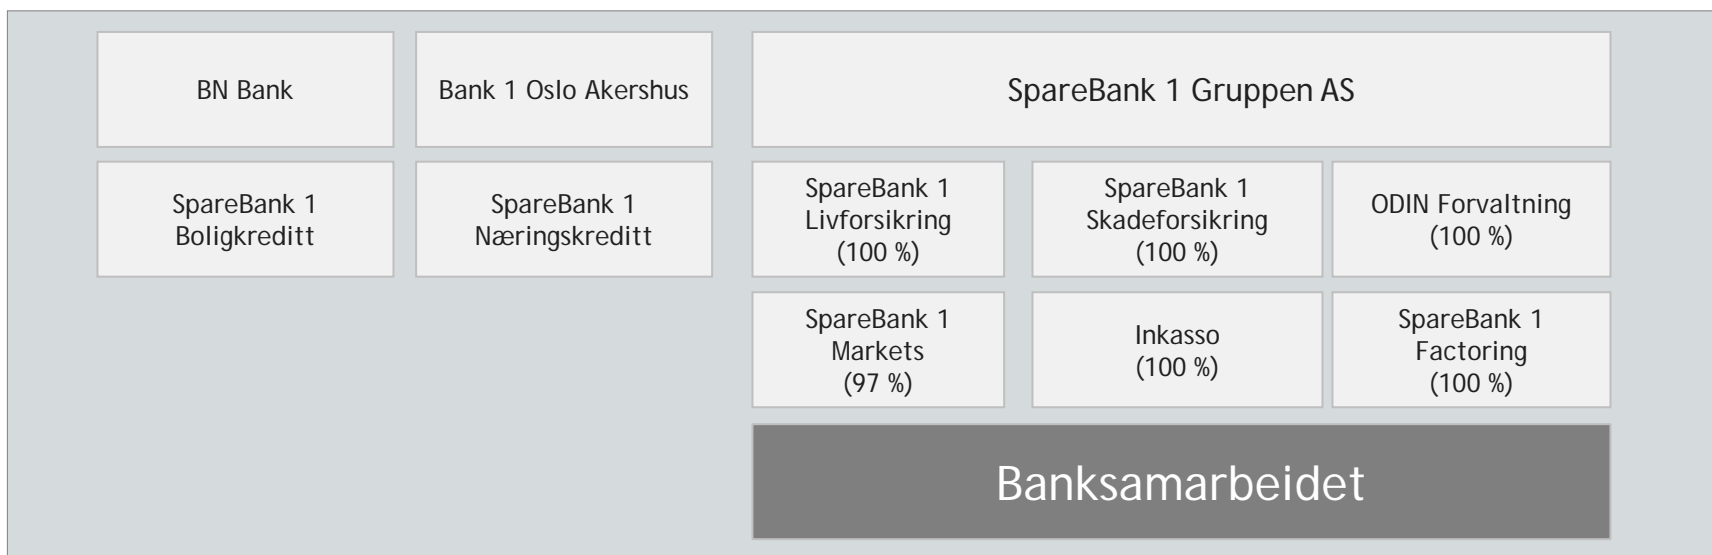 BN Bank
Bank 1 Oslo Akershus
SpareBank 1 Gruppen AS
SpareBank 1
Boligkreditt
SpareBank 1
Næringskreditt
SpareBank 1
Livforsikring
(100 %)
SpareBank 1
Skadeforsikring
(100 %)
ODIN Forvaltning
(100 %)
SpareBank 1
Markets
(97 %)
Inkasso
(100 %)
SpareBank 1
Factoring
(100 %)
Banksamarbeidet